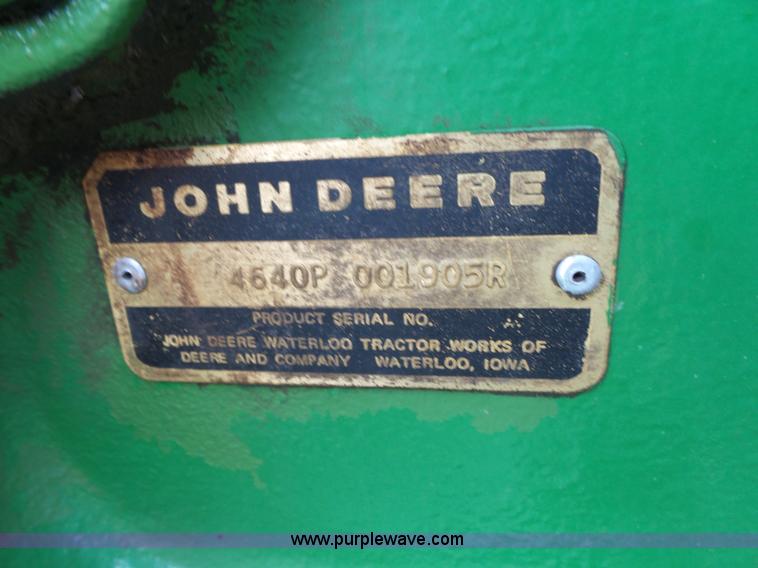 JOHN DEERE
4640P 001905R
PRODUCT SERIAL NO.
JOHN DEERE WATERLOO TRACTOR WORKS OF
DEERE AND COMPANY WATERLOO, IOWA
www.purplewave.com